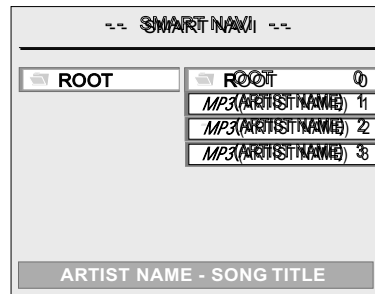 -- SMART NAVI --
ROOT
ROOT 0
MP3(ARTIST NAME) 1
MP3(ARTIST NAME) 2
MP3(ARTIST NAME) 3
ARTIST NAME - SONG TITLE